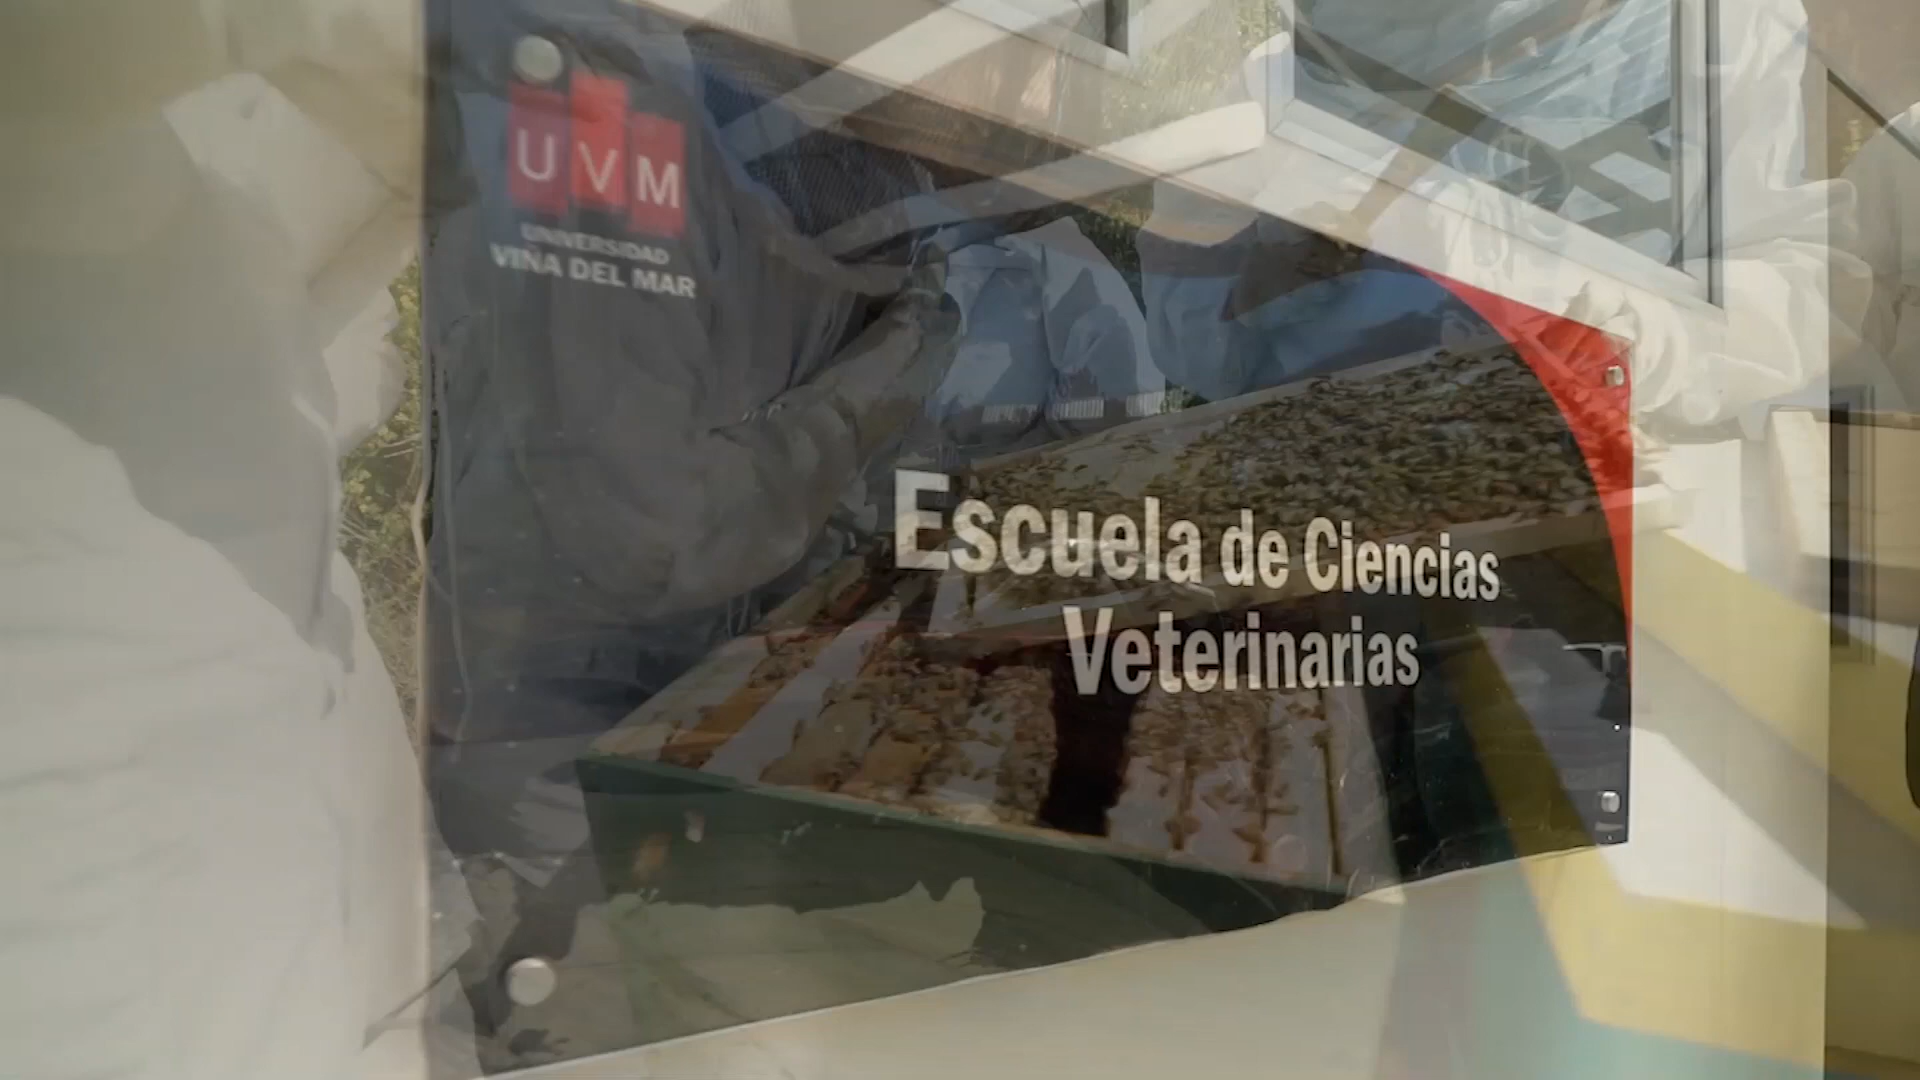 UVM
UNIVERSIDAD
VIÑA DEL MAR
Escuela de Ciencias
Veterinarias